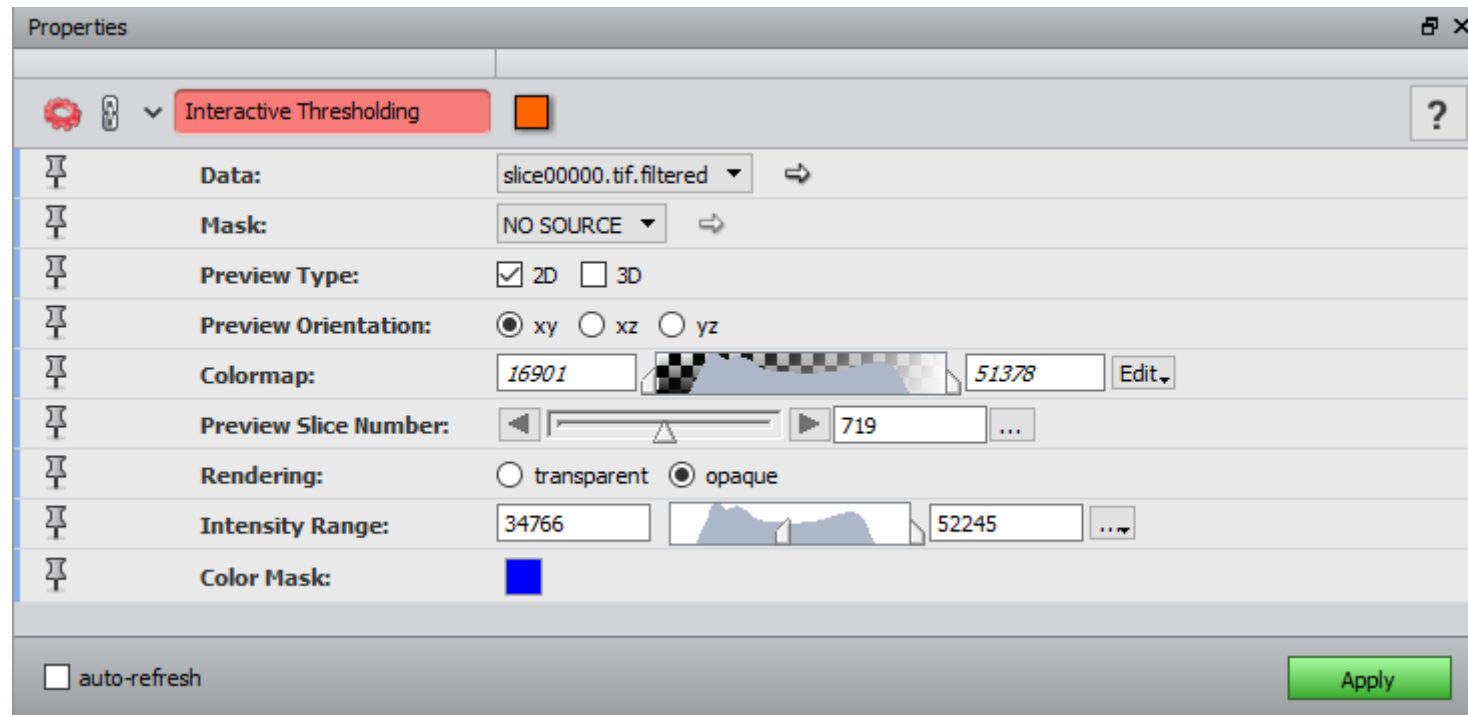 Properties
Interactive Thresholding ?
Data: slice00000.tif.filtered
Mask: NO SOURCE
Preview Type: 2D 3D
Preview Orientation: xy xz yz
Colormap: 16901 51378 Edit
Preview Slice Number: 719 ...
Rendering: transparent opaque
Intensity Range: 34766 52245 ...
Color Mask:
auto-refresh Apply